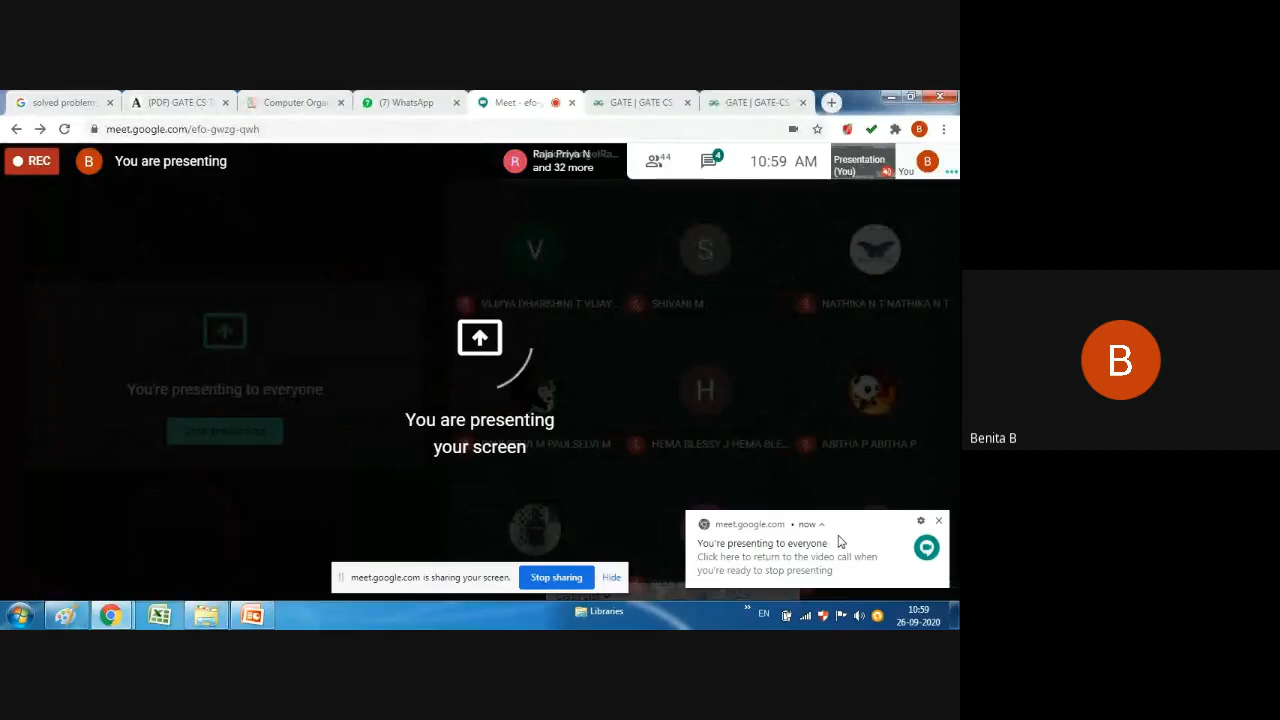 solved problem
(PDF) GATE CS
Computer Orga
(7) WhatsApp
Meet - efo-
GATE | GATE CS
GATE | GATE-CS
meet.google.com/efo-gwzg-qwh
B
REC
B
You are presenting
R
Raja Priya N
and 32 more
44
4
10:59 AM
Presentation
(You)
You
B
V
S
SHIVANI M
NATHIKA N T NATHIKA N T
You're presenting to everyone
Stop presenting
H
You are presenting
your screen
M PAULSELVI M
HEMA BLESSY J HEMA BLE...
ABITHA P ABITHA P
meet.google.com • now
You're presenting to everyone
Click here to return to the video call when
you're ready to stop presenting
meet.google.com is sharing your screen.
Stop sharing
Hide
Libraries
EN
10:59
26-09-2020
B
Benita B